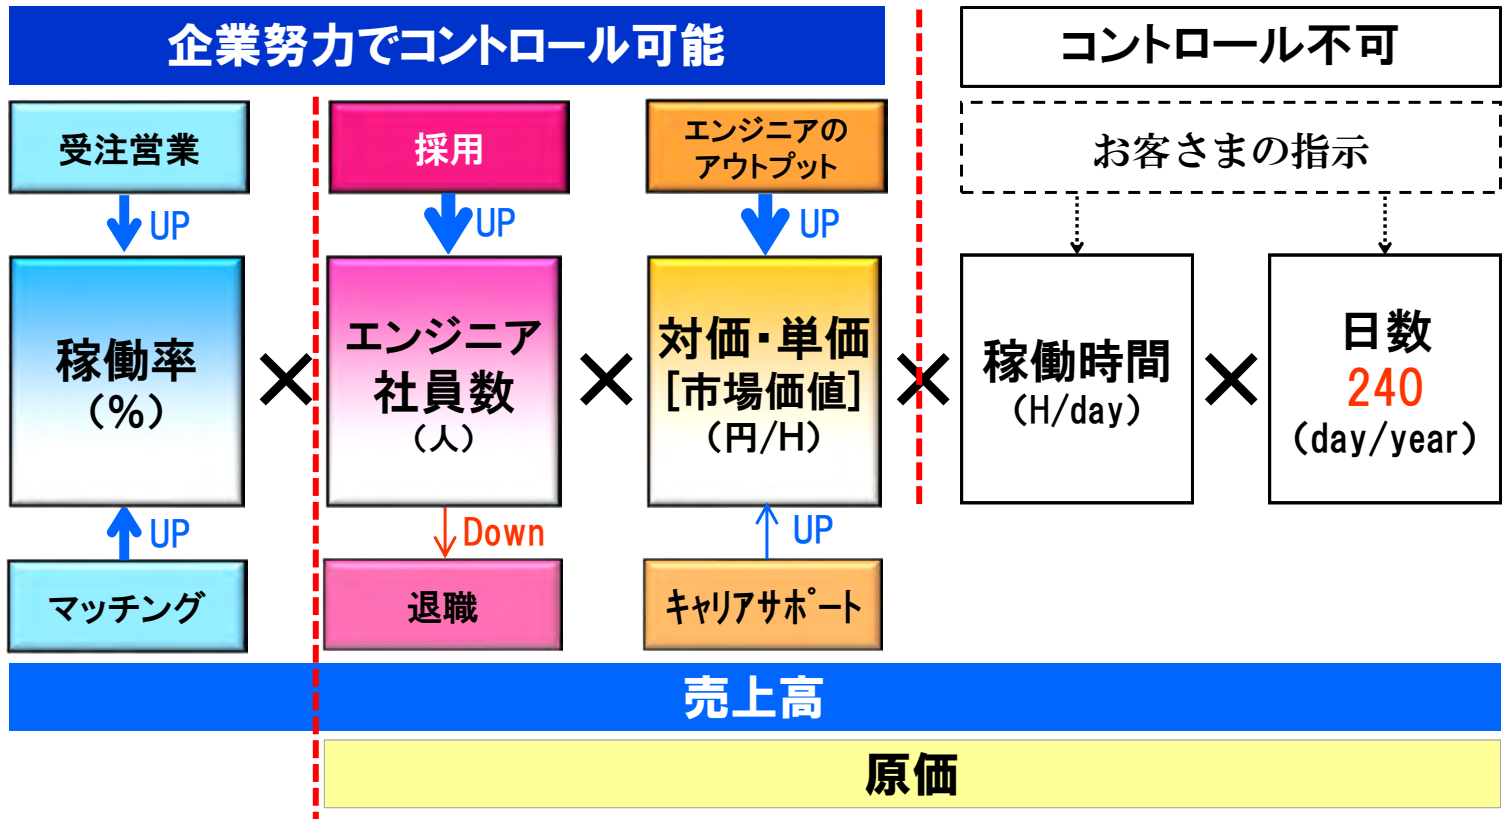 企業努力でコントロール可能
コントロール不可
受注営業
採用
エンジニアの
アウトプット
お客さまの指示
UP
UP
UP
稼働率
(%)
×
エンジニア
社員数
(人)
×
対価・単価
[市場価値]
(円/H)
×
稼働時間
(H/day)
×
日数
240
(day/year)
UP
Down
UP
マッチング
退職
キャリアサポート
売上高
原価